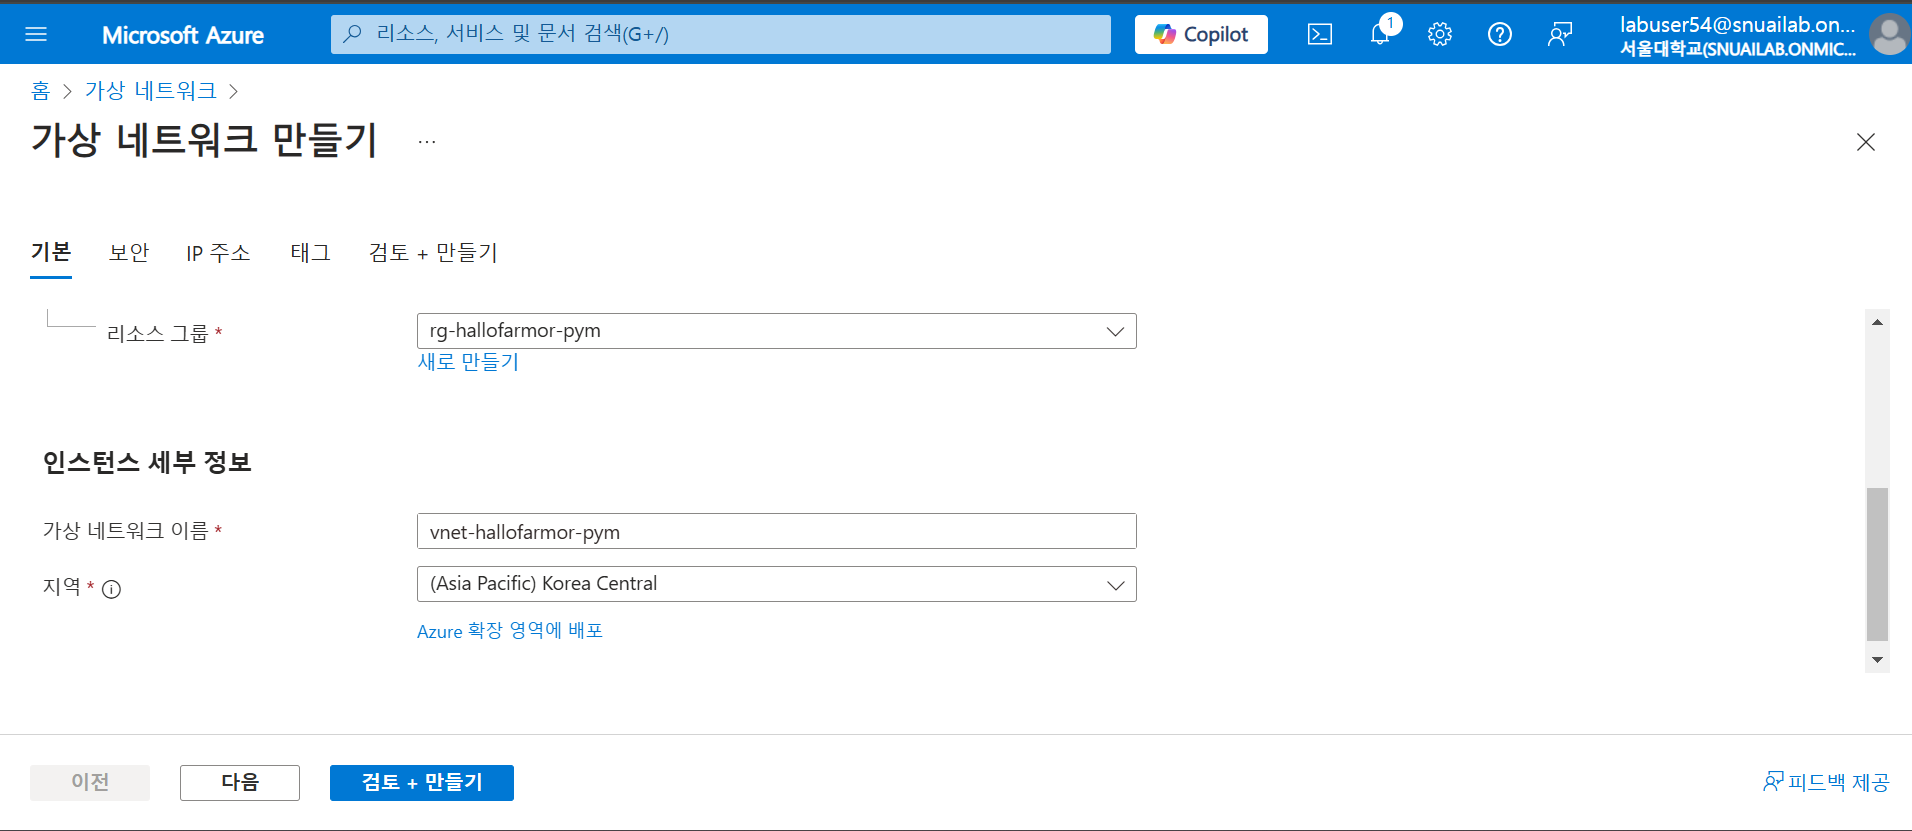 Microsoft Azure
리소스, 서비스 및 문서 검색(G+/)
Copilot
1
labuser54@snuailab.on...
서울대학교(SNUAILAB.ONMIC...
홈 > 가상 네트워크 >
가상 네트워크 만들기 ...
기본 보안 IP 주소 태그 검토 + 만들기
리소스 그룹 *
rg-hallofarmor-pym
새로 만들기
인스턴스 세부 정보
가상 네트워크 이름 *
vnet-hallofarmor-pym
지역 *
(Asia Pacific) Korea Central
Azure 확장 영역에 배포
이전 다음 검토 + 만들기
피드백 제공